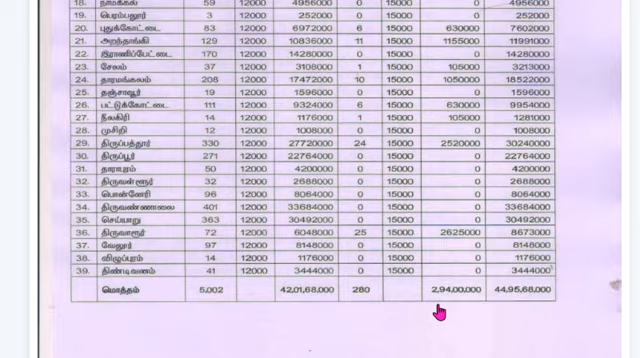 18. நாமக்கல் 59 12000 4956000 0 15000 0 4956000
19. பெரம்பலூர் 3 12000 252000 0 15000 0 252000
20. புதுக்கோட்டை 83 12000 6972000 6 15000 630000 7602000
21. அறந்தாங்கி 129 12000 10836000 11 15000 1155000 11991000
22. இராணிப்பேட்டை 170 12000 14280000 0 15000 0 14280000
23. சேலம் 37 12000 3108000 1 15000 105000 3213000
24. தாரமங்கலம் 208 12000 17472000 10 15000 1050000 18522000
25. தஞ்சாவூர் 19 12000 1596000 0 15000 0 1596000
26. பட்டுக்கோட்டை 111 12000 9324000 6 15000 630000 9954000
27. நீலகிரி 14 12000 1176000 1 15000 105000 1281000
28. முசிறி 12 12000 1008000 0 15000 0 1008000
29. திருப்பத்தூர் 330 12000 27720000 24 15000 2520000 30240000
30. திருப்பூர் 271 12000 22764000 0 15000 0 22764000
31. தாராபுரம் 50 12000 4200000 0 15000 0 4200000
32. திருவள்ளூர் 32 12000 2688000 0 15000 0 2688000
33. பொன்னேரி 96 12000 8064000 0 15000 0 8064000
34. திருவண்ணாமலை 401 12000 33684000 0 15000 0 33684000
35. செய்யாறு 363 12000 30492000 0 15000 0 30492000
36. திருவாரூர் 72 12000 6048000 25 15000 2625000 8673000
37. வேலூர் 97 12000 8148000 0 15000 0 8148000
38. விழுப்புரம் 14 12000 1176000 0 15000 0 1176000
39. திண்டிவனம் 41 12000 3444000 0 15000 0 3444000
மொத்தம் 5,002 42,01,68,000 280 2,94,00,000 44,95,68,000